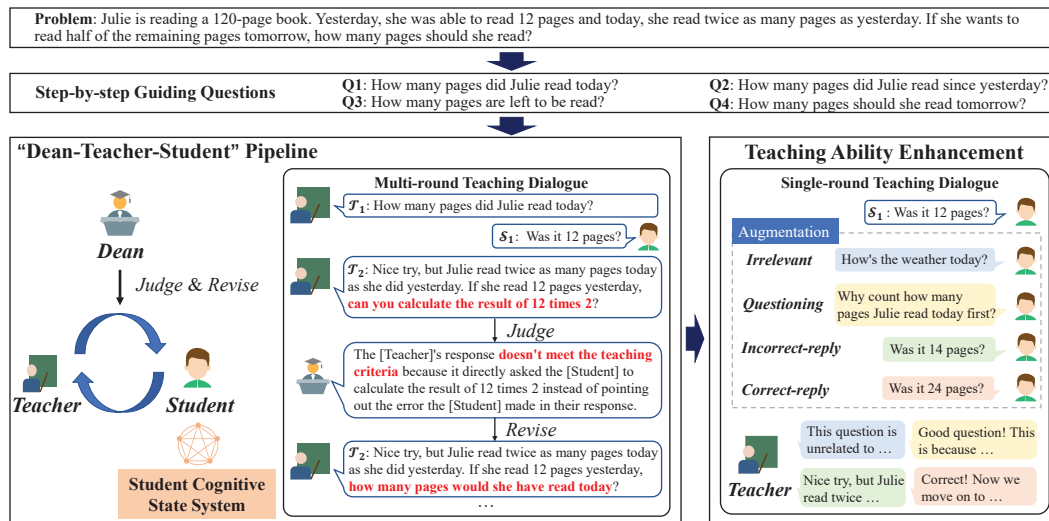 Problem: Julie is reading a 120-page book. Yesterday, she was able to read 12 pages and today, she read twice as many pages as yesterday. If she wants to
read half of the remaining pages tomorrow, how many pages should she read?
Step-by-step Guiding Questions
Q1: How many pages did Julie read today?
Q2: How many pages did Julie read since yesterday?
Q3: How many pages are left to be read?
Q4: How many pages should she read tomorrow?
“Dean-Teacher-Student” Pipeline
Dean
Judge & Revise
Teacher
Student
Student Cognitive
State System
Multi-round Teaching Dialogue
𝒯1: How many pages did Julie read today?
𝒮1: Was it 12 pages?
𝒯2: Nice try, but Julie read twice as many pages today
as she did yesterday. If she read 12 pages yesterday,
can you calculate the result of 12 times 2?
Judge
The [Teacher]'s response doesn't meet the teaching
criteria because it directly asked the [Student] to
calculate the result of 12 times 2 instead of pointing
out the error the [Student] made in their response.
Revise
𝒯2: Nice try, but Julie read twice as many pages today
as she did yesterday. If she read 12 pages yesterday,
how many pages would she have read today?
…
Teaching Ability Enhancement
Single-round Teaching Dialogue
𝒮1: Was it 12 pages?
Augmentation
Irrelevant
How's the weather today?
Questioning
Why count how many
pages Julie read today first?
Incorrect-reply
Was it 14 pages?
Correct-reply
Was it 24 pages?
Teacher
This question is
unrelated to …
Good question! This
is because …
Nice try, but Julie
read twice …
Correct! Now we
move on to …